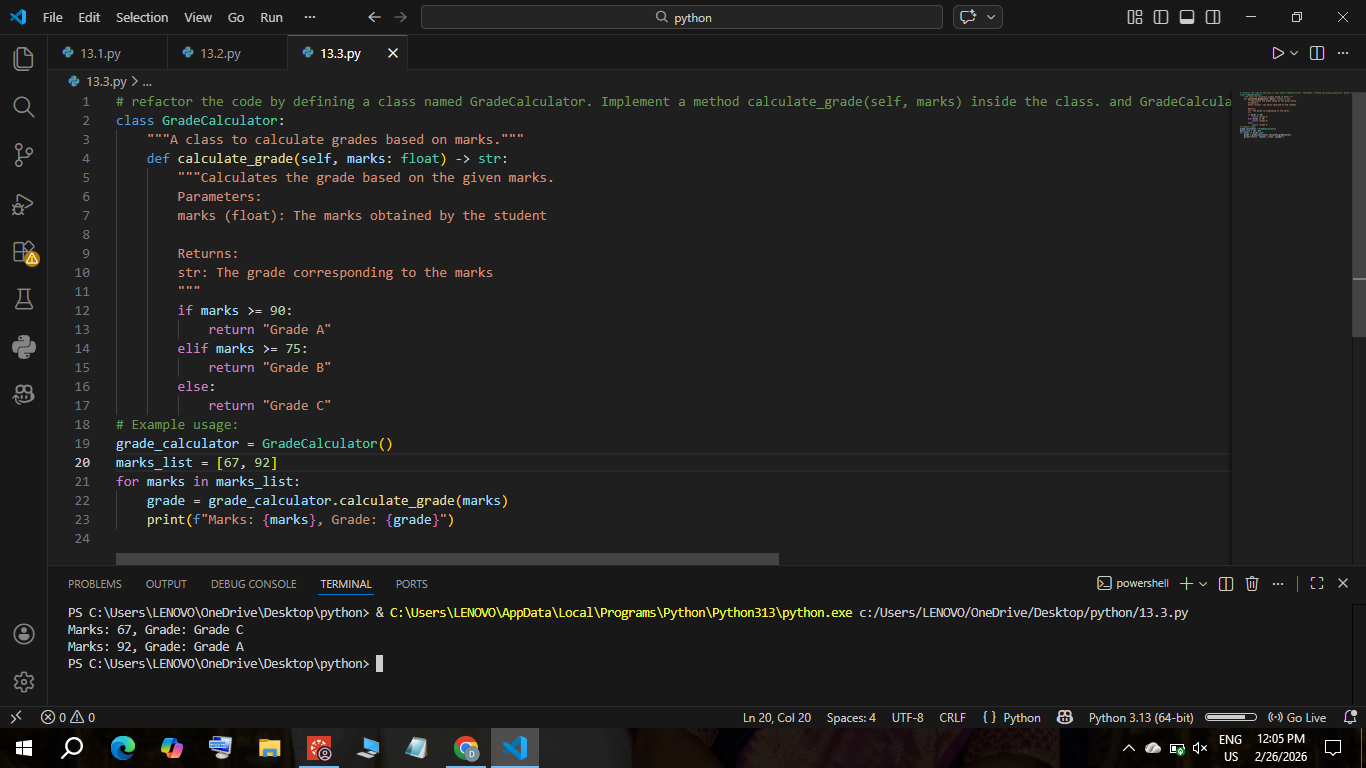 File Edit Selection View Go Run ··· python
13.1.py 13.2.py 13.3.py
13.3.py > ...
1 # refactor the code by defining a class named GradeCalculator. Implement a method calculate_grade(self, marks) inside the class. and GradeCalcula
2 class GradeCalculator:
3     """A class to calculate grades based on marks."""
4     def calculate_grade(self, marks: float) -> str:
5         """Calculates the grade based on the given marks.
6         Parameters:
7         marks (float): The marks obtained by the student
8
9         Returns:
10         str: The grade corresponding to the marks
11         """
12         if marks >= 90:
13             return "Grade A"
14         elif marks >= 75:
15             return "Grade B"
16         else:
17             return "Grade C"
18 # Example usage:
19 grade_calculator = GradeCalculator()
20 marks_list = [67, 92]
21 for marks in marks_list:
22     grade = grade_calculator.calculate_grade(marks)
23     print(f"Marks: {marks}, Grade: {grade}")
24
PROBLEMS OUTPUT DEBUG CONSOLE TERMINAL PORTS powershell
PS C:\Users\LENOVO\OneDrive\Desktop\python> & C:\Users\LENOVO\AppData\Local\Programs\Python\Python313\python.exe c:/Users/LENOVO/OneDrive/Desktop/python/13.3.py
Marks: 67, Grade: Grade C
Marks: 92, Grade: Grade A
PS C:\Users\LENOVO\OneDrive\Desktop\python>
0 0 Ln 20, Col 20 Spaces: 4 UTF-8 CRLF { } Python Python 3.13 (64-bit) Go Live
ENG 12:05 PM
US 2/26/2026